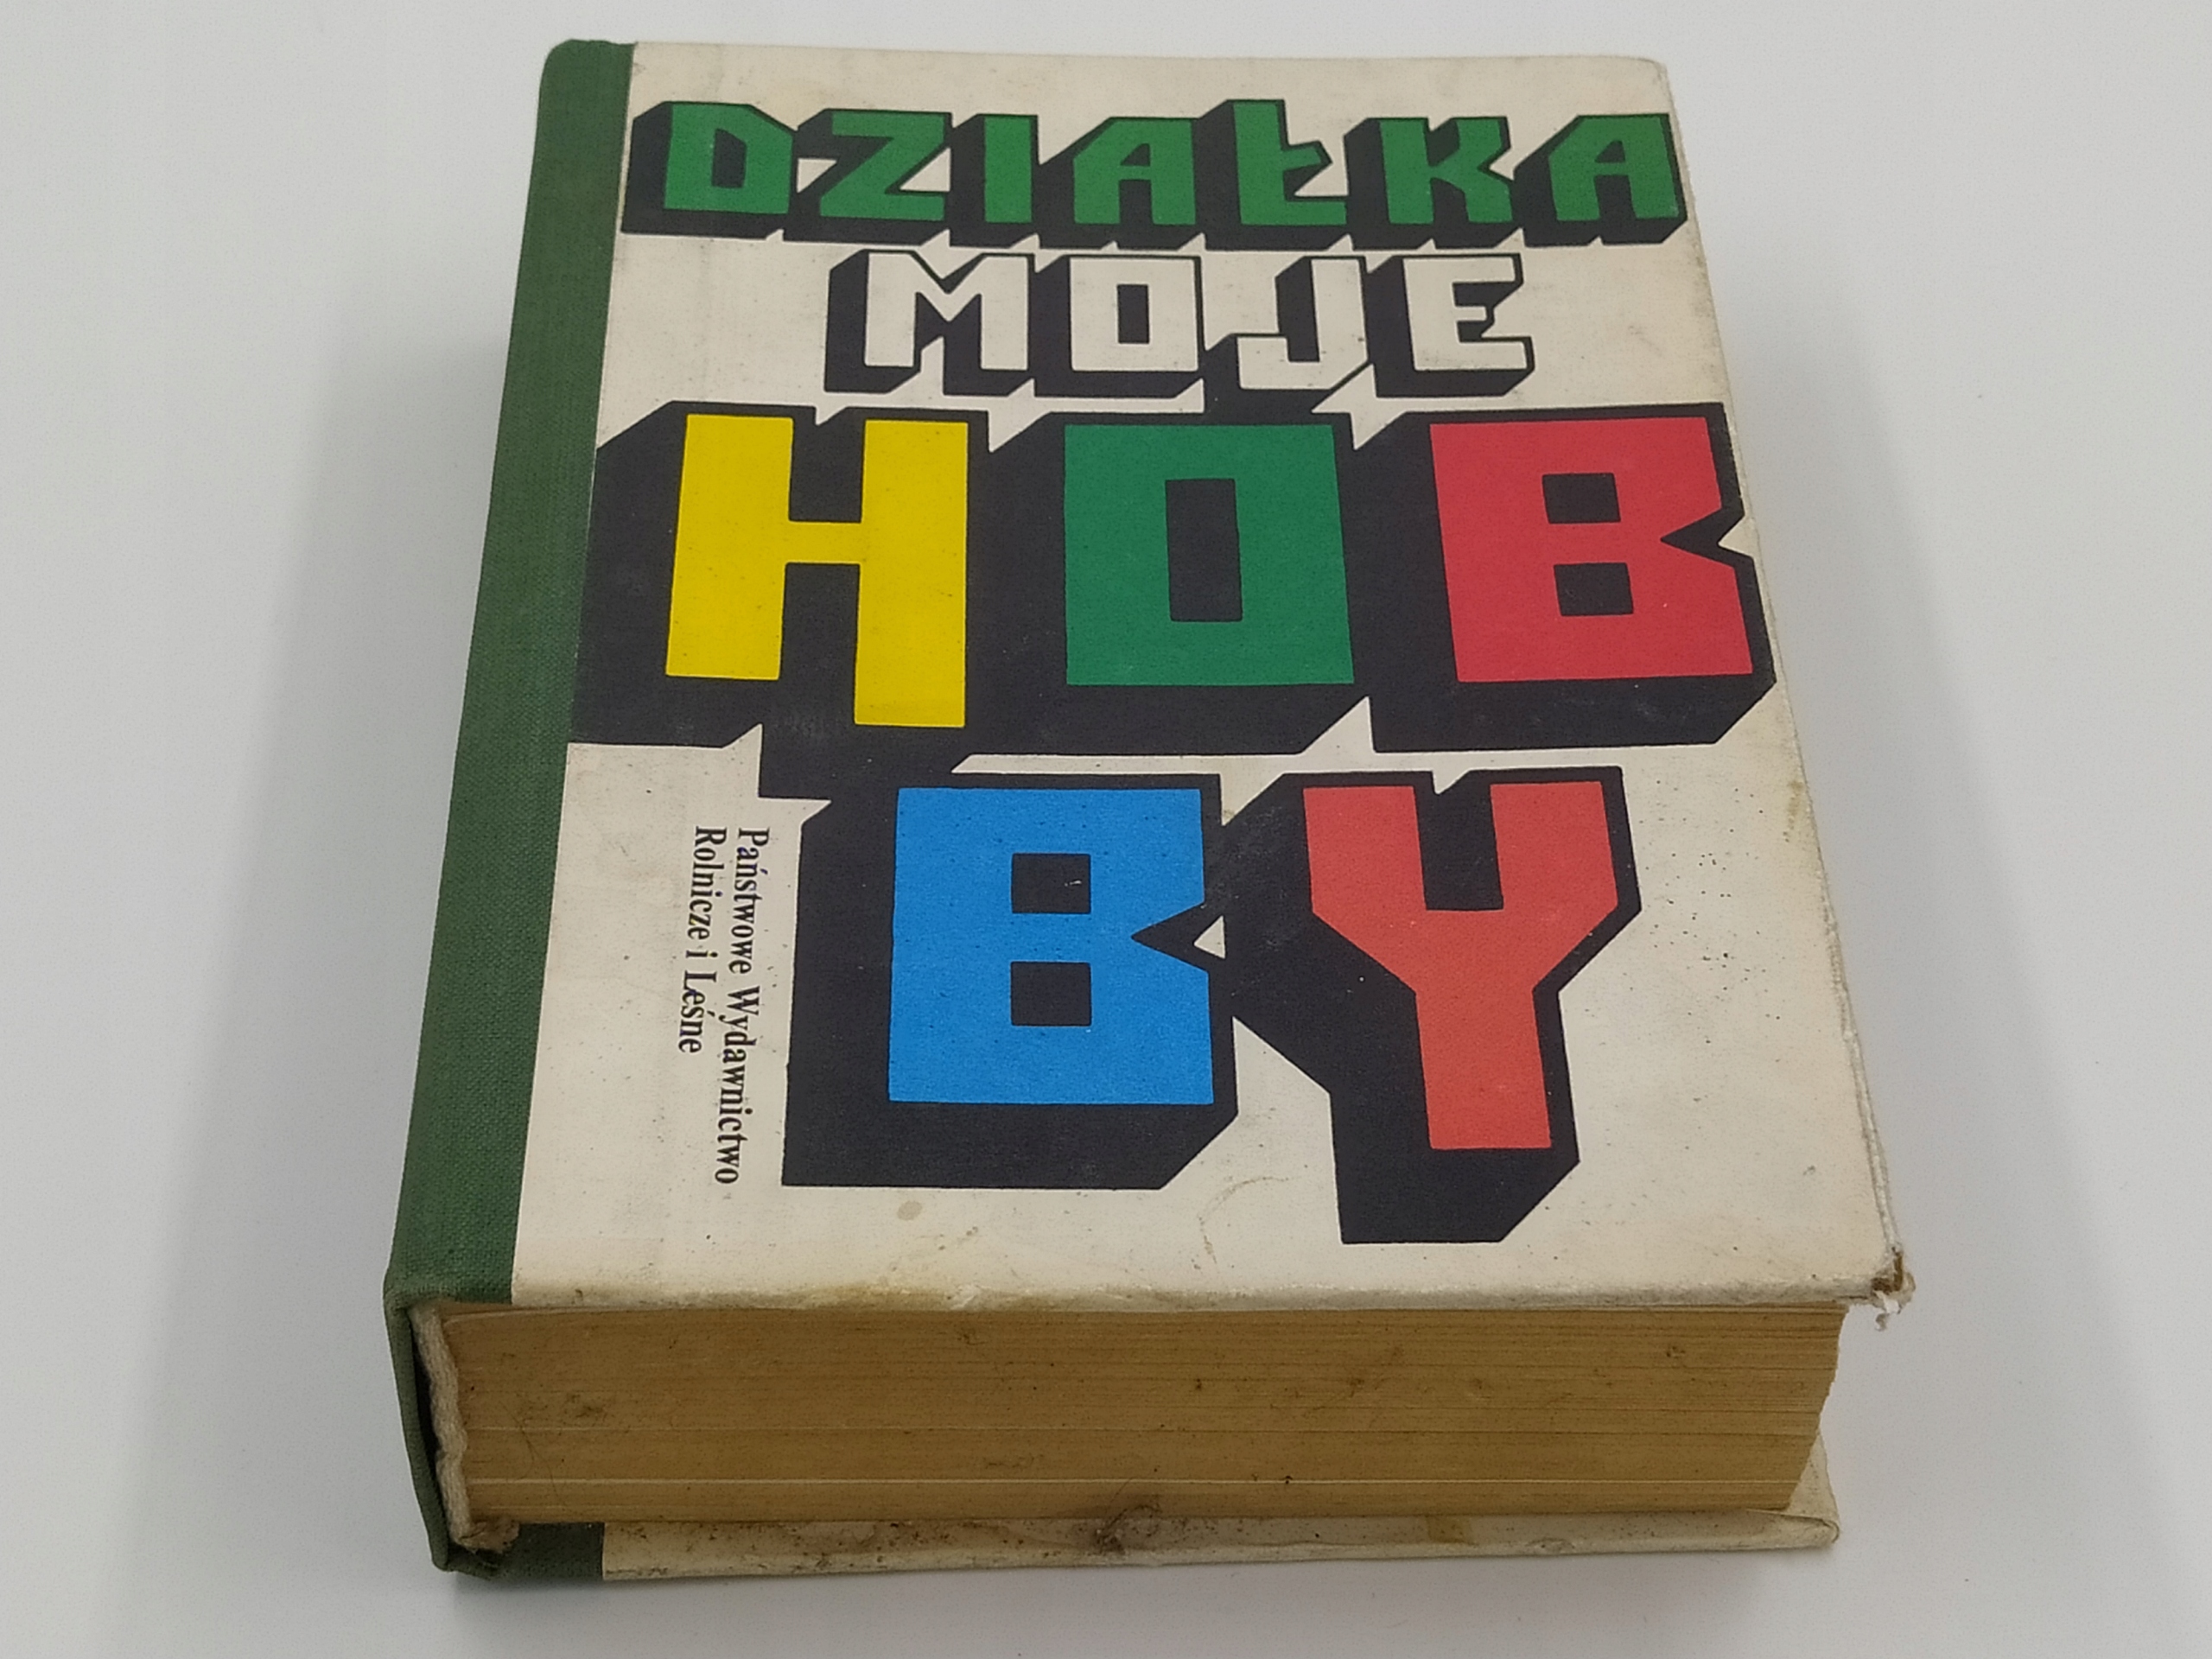 DZIAŁKA
MOJE
HOB
BY
Państwowe Wydawnictwo
Rolnicze i Leśne